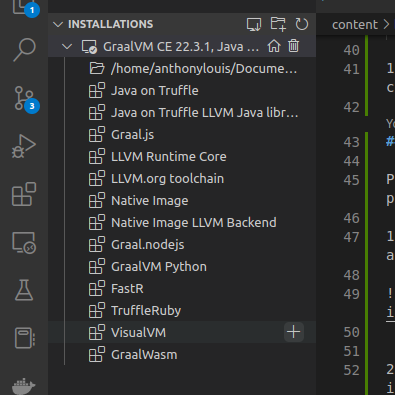 1
INSTALLATIONS
GraalVM CE 22.3.1, Java ...
/home/anthonylouis/Docume...
Java on Truffle
Java on Truffle LLVM Java libr...
Graal.js
LLVM Runtime Core
LLVM.org toolchain
Native Image
Native Image LLVM Backend
Graal.nodejs
GraalVM Python
FastR
TruffleRuby
VisualVM
GraalWasm
3
content >
40
41 1
c
42
Yo
43 #
44
45 P
p
46
47 1
a
48
49 !
i
50
51
52 2
i